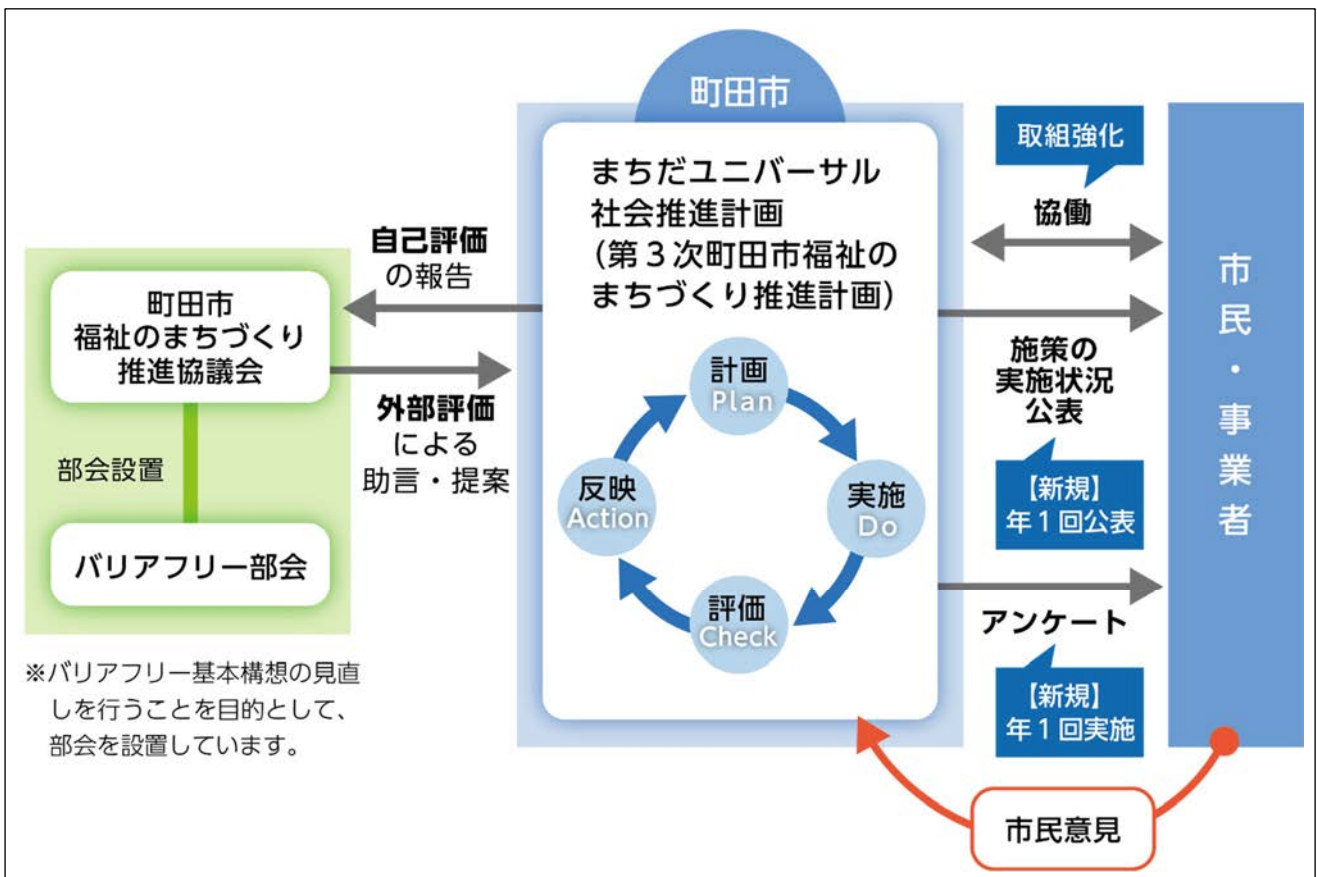 町田市
まちだユニバーサル
社会推進計画
（第３次町田市福祉の
まちづくり推進計画）
計画
Plan
実施
Do
評価
Check
反映
Action
自己評価
の報告
外部評価
による
助言・提案
町田市
福祉のまちづくり
推進協議会
部会設置
バリアフリー部会
※バリアフリー基本構想の見直
しを行うことを目的として、
部会を設置しています。
取組強化
協働
施策の
実施状況
公表
【新規】
年１回公表
アンケート
【新規】
年１回実施
市民・事業者
市民意見